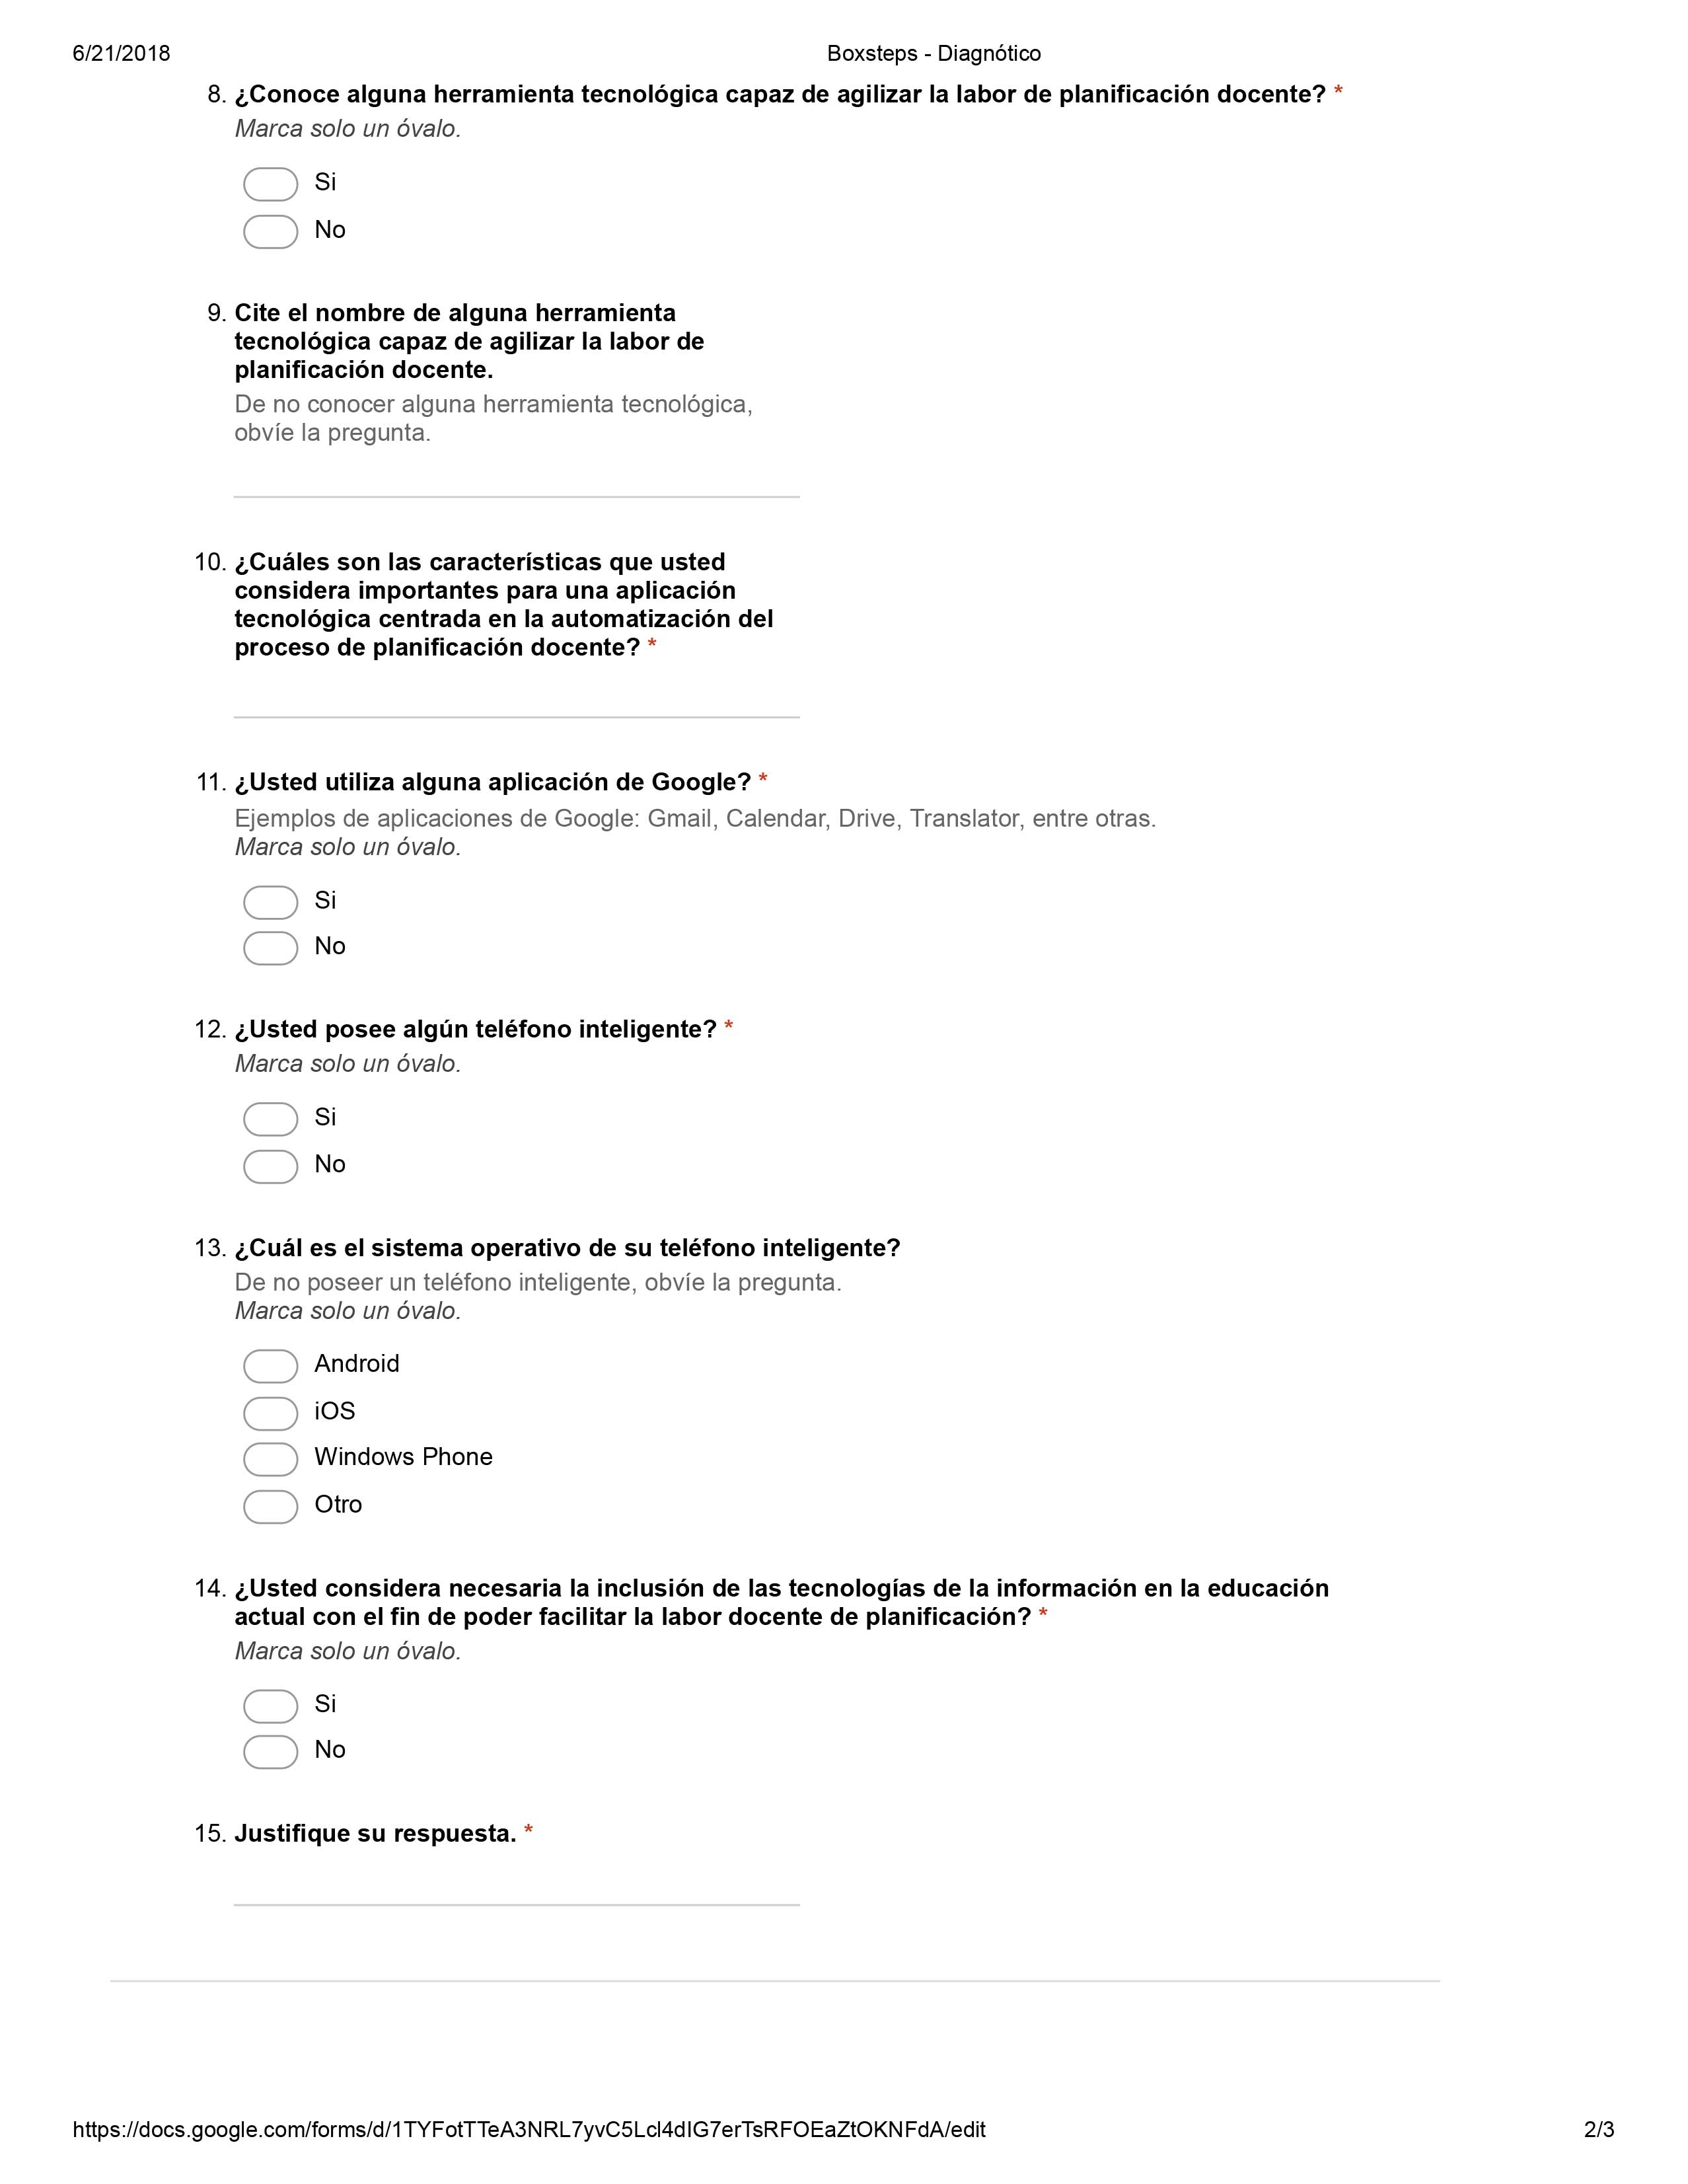 6/21/2018 Boxsteps - Diagnótico
8. ¿Conoce alguna herramienta tecnológica capaz de agilizar la labor de planificación docente? *
Marca solo un óvalo.
Si
No
9. Cite el nombre de alguna herramienta
tecnológica capaz de agilizar la labor de
planificación docente.
De no conocer alguna herramienta tecnológica,
obvíe la pregunta.
10. ¿Cuáles son las características que usted
considera importantes para una aplicación
tecnológica centrada en la automatización del
proceso de planificación docente? *
11. ¿Usted utiliza alguna aplicación de Google? *
Ejemplos de aplicaciones de Google: Gmail, Calendar, Drive, Translator, entre otras.
Marca solo un óvalo.
Si
No
12. ¿Usted posee algún teléfono inteligente? *
Marca solo un óvalo.
Si
No
13. ¿Cuál es el sistema operativo de su teléfono inteligente?
De no poseer un teléfono inteligente, obvíe la pregunta.
Marca solo un óvalo.
Android
iOS
Windows Phone
Otro
14. ¿Usted considera necesaria la inclusión de las tecnologías de la información en la educación
actual con el fin de poder facilitar la labor docente de planificación? *
Marca solo un óvalo.
Si
No
15. Justifique su respuesta. *
https://docs.google.com/forms/d/1TYFotTTeA3NRL7yvC5Lcl4dIG7erTsRFOEaZtOKNFdA/edit 2/3